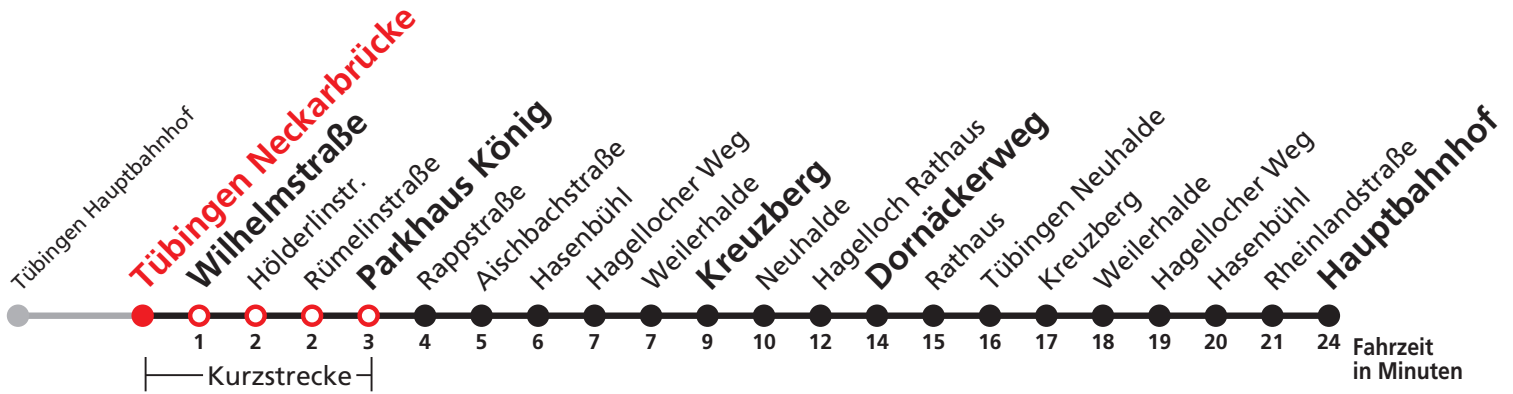 Tübingen Hauptbahnhof
Tübingen Neckarbrücke
Wilhelmstraße
Hölderlinstr.
Rümelinstraße
Parkhaus König
Rappstraße
Aischbachstraße
Hasenbühl
Hagellocher Weg
Weilerhalde
Kreuzberg
Neuhalde
Hagelloch Rathaus
Dornäckerweg
Rathaus
Tübingen Neuhalde
Kreuzberg
Weilerhalde
Hagellocher Weg
Hasenbühl
Rheinlandstraße
Hauptbahnhof
1 2 2 3 4 5 6 7 7 9 10 12 14 15 16 17 18 19 20 21 24
Fahrzeit
in Minuten
Kurzstrecke